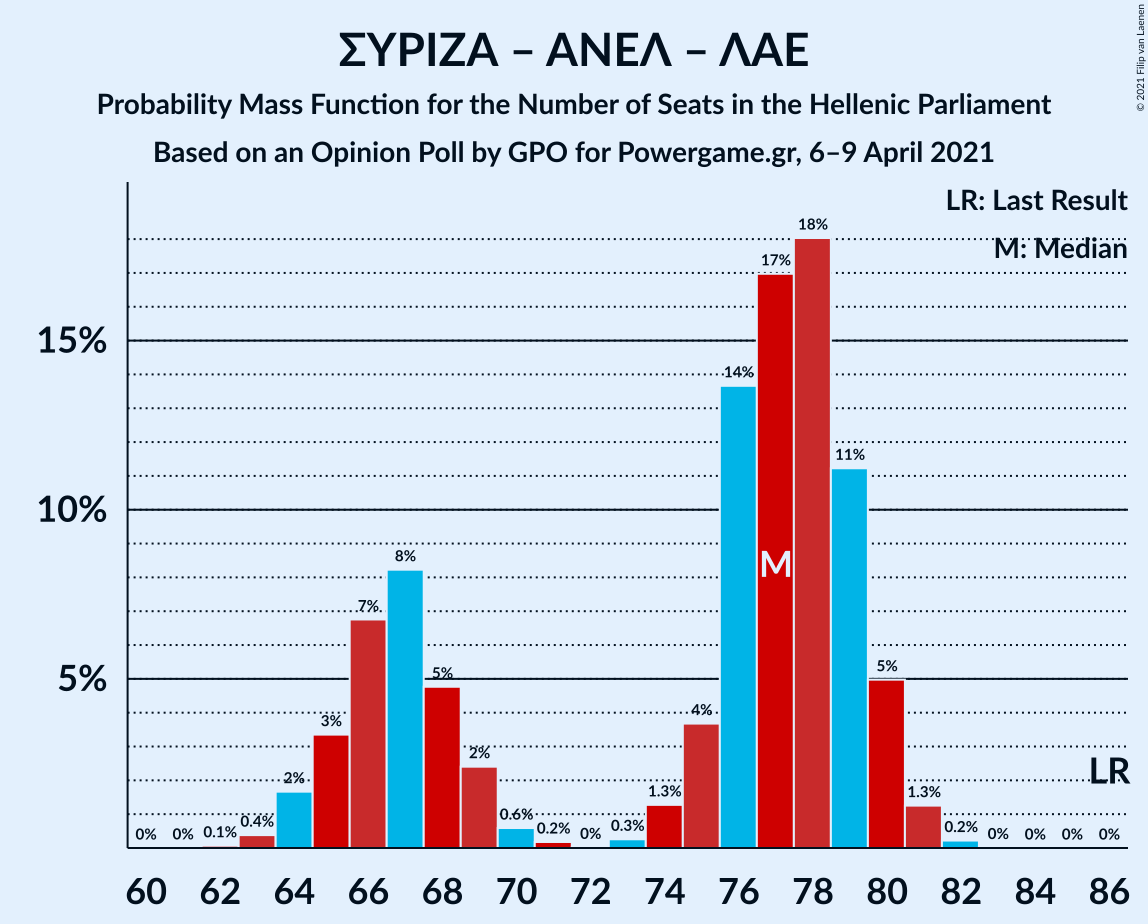 ΣΥΡΙΖΑ – ΑΝΕΛ – ΛΑΕ
Probability Mass Function for the Number of Seats in the Hellenic Parliament
Based on an Opinion Poll by GPO for Powergame.gr, 6–9 April 2021
© 2021 Filip van Laenen
LR: Last Result
M: Median
15%
10%
5%
0% 0% 0.1% 0.4% 2% 3% 7% 8% 5% 2% 0.6% 0.2% 0% 0.3% 1.3% 4% 14% 17% 18% 11% 5% 1.3% 0.2% 0% 0% 0% 0%
M
LR
60 62 64 66 68 70 72 74 76 78 80 82 84 86